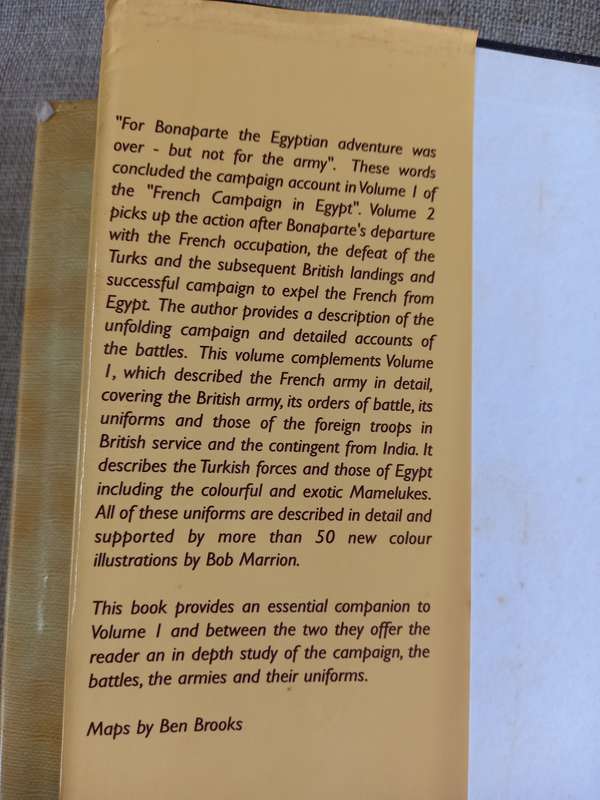 "For Bonaparte the Egyptian adventure was
over - but not for the army". These words
concluded the campaign account in Volume 1 of
the "French Campaign in Egypt". Volume 2
picks up the action after Bonaparte's departure
with the French occupation, the defeat of the
Turks and the subsequent British landings and
successful campaign to expel the French from
Egypt. The author provides a description of the
unfolding campaign and detailed accounts of
the battles. This volume complements Volume
1, which described the French army in detail,
covering the British army, its orders of battle, its
uniforms and those of the foreign troops in
British service and the contingent from India. It
describes the Turkish forces and those of Egypt
including the colourful and exotic Mamelukes.
All of these uniforms are described in detail and
supported by more than 50 new colour
illustrations by Bob Marrion.
This book provides an essential companion to
Volume 1 and between the two they offer the
reader an in depth study of the campaign, the
battles, the armies and their uniforms.
Maps by Ben Brooks